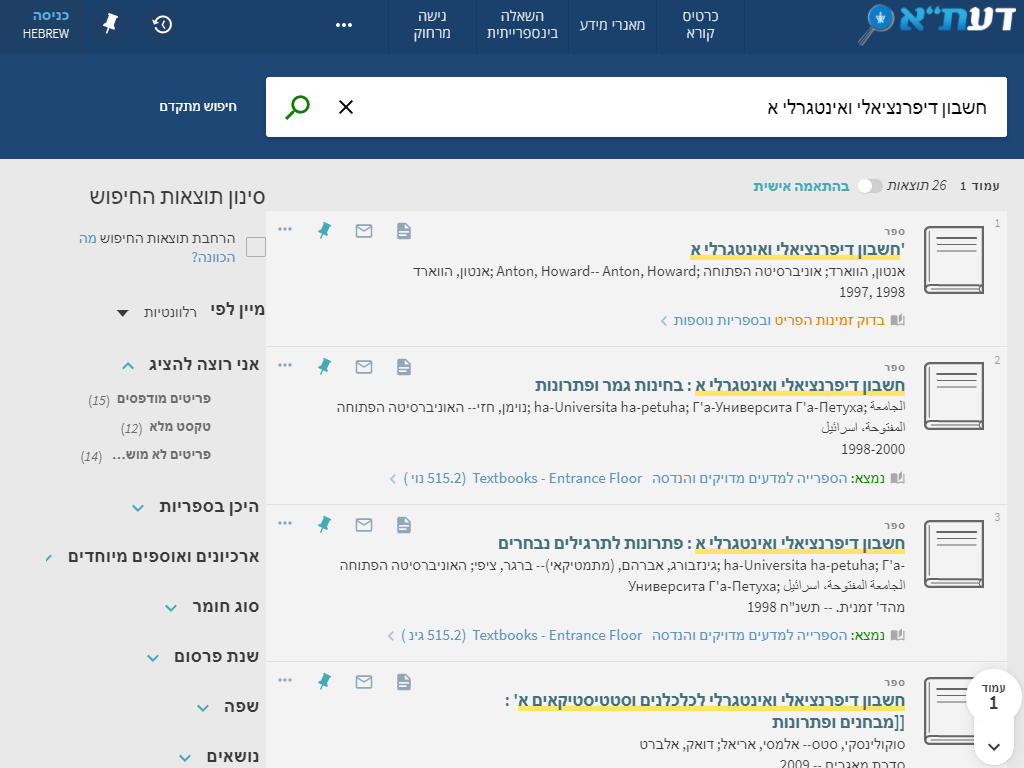 דעת"א
כרטיס
קורא
מאגרי מידע
השאלה
בינספרייתית
גישה
מרחוק
•••
כניסה
HEBREW
חשבון דיפרנציאלי ואינטגרלי א
חיפוש מתקדם
עמוד 1
26 תוצאות
בהתאמה אישית
סינון תוצאות החיפוש
הרחבת תוצאות החיפוש מה
הכוונה?
מיין לפי רלוונטיות
אני רוצה להציג
פריטים מודפסים (15)
טקסט מלא (12)
פריטים לא מוש... (14)
היכן בספריות
ארכיונים ואוספים מיוחדים
סוג חומר
שנת פרסום
שפה
נושאים
1
ספר
חשבון דיפרנציאלי ואינטגרלי א'
אנטון, הווארד; אוניברסיטה הפתוחה ;Anton, Howard-- Anton, Howard; אנטון, הווארד
1997, 1998
בדוק זמינות הפריט ובספריות נוספות
2
ספר
חשבון דיפרנציאלי ואינטגרלי א : בחינות גמר ופתרונות
נוימן, חזי-- האוניברסיטה הפתוחה; ha-Universita ha-petuha; Г'а-Университа Г'а-Петуха; الجامعة
المفتوحة، اسرائيل
1998-2000
נמצא: הספרייה למדעים מדויקים והנדסה Textbooks - Entrance Floor (515.2 נוי )
3
ספר
חשבון דיפרנציאלי ואינטגרלי א : פתרונות לתרגילים נבחרים
גינזבורג, אברהם, (מתמטיקאי)-- ברגר, ציפי; האוניברסיטה הפתוחה; ha-Universita ha-petuha; Г'а-
Университа Г'а-Петуха; الجامعة المفتوحة، اسرائيل
מהד' זמנית. -- תשנ"ח 1998
נמצא: הספרייה למדעים מדויקים והנדסה Textbooks - Entrance Floor (515.2 גינ )
ספר
חשבון דיפרנציאלי ואינטגרלי לכלכלנים וסטטיסטיקאים א' :
[[מבחנים ופתרונות
סוקולינסקי, סטס-- אלמסי, אריאל; דואק, אלברט
סדרת מאגרים -- 2009
עמוד
1